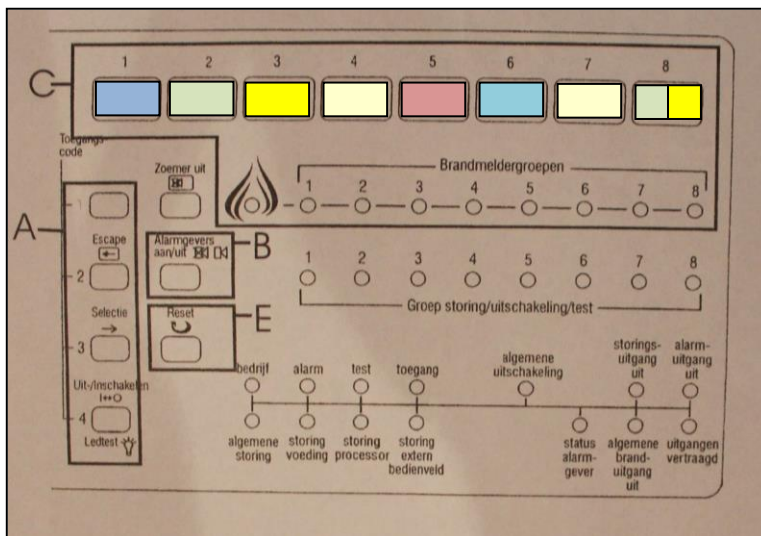 1 2 3 4 5 6 7 8
C
Toegangs
code
Zoemer uit
Brandmeldergroepen
1 2 3 4 5 6 7 8
1
A
Escape
Alarmgevers
aan/uit
B
2
1 2 3 4 5 6 7 8
Groep storing/uitschakeling/test
Selectie
Reset
E
3
bedrijf alarm test toegang
algemene
uitschakeling
storings-
uitgang
uit
alarm-
uitgang
uit
Uit-/inschakelen
4
Ledtest
algemene
storing
storing
voeding
storing
processor
storing
extern
bedienveld
status
alarm-
gever
algemene
brand-
uitgang
uit
uitgangen
vertraagd